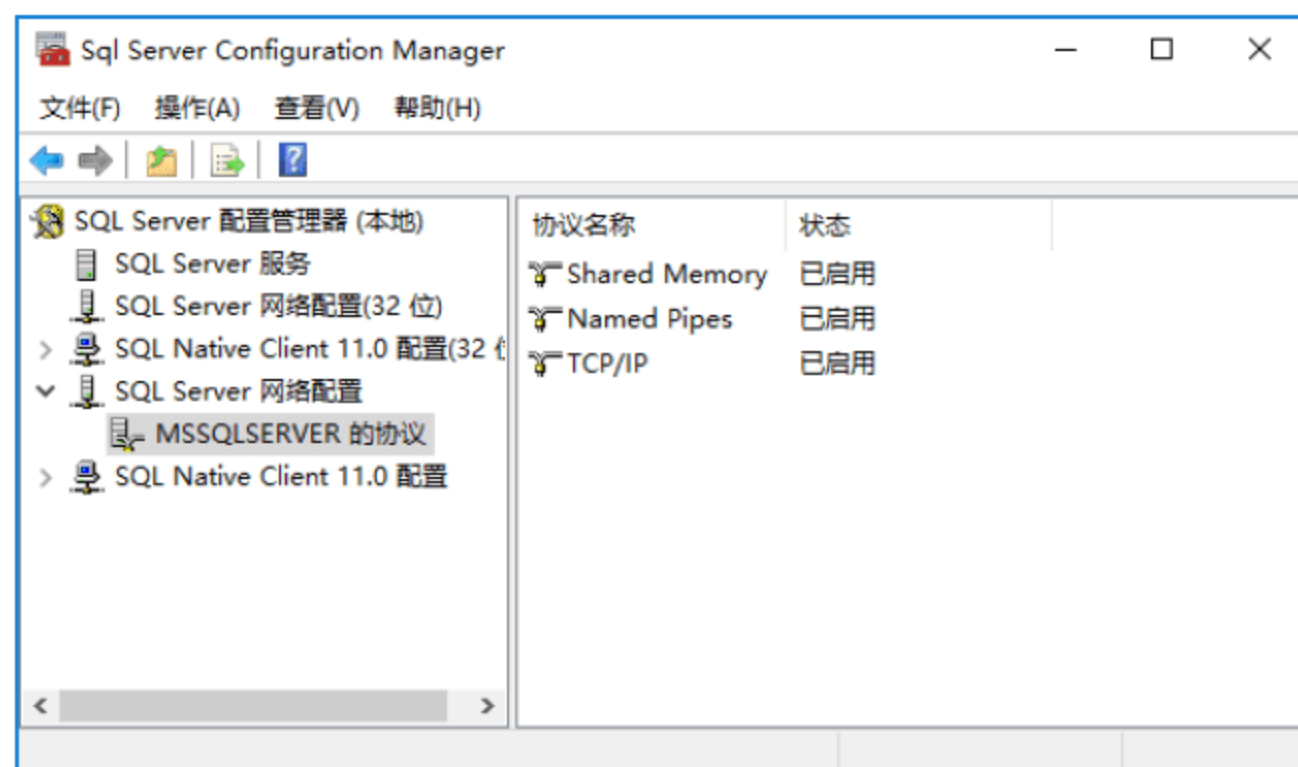 Sql Server Configuration Manager
文件(F) 操作(A) 查看(V) 帮助(H)
SQL Server 配置管理器 (本地)
SQL Server 服务
SQL Server 网络配置(32 位)
SQL Native Client 11.0 配置(32
SQL Server 网络配置
MSSQLSERVER 的协议
SQL Native Client 11.0 配置
协议名称 状态
Shared Memory 已启用
Named Pipes 已启用
TCP/IP 已启用